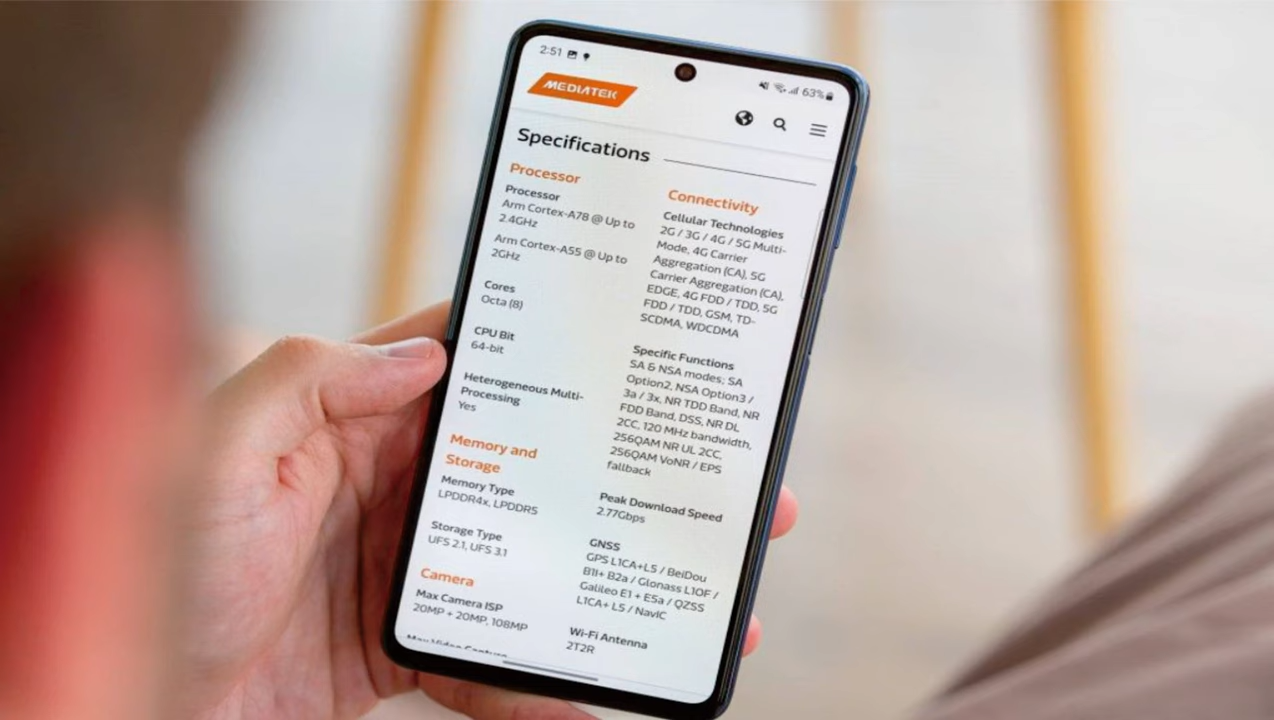 2:51
63%
MEDIATEK
Specifications
Processor
Processor
Arm Cortex-A78 @ Up to
2.4GHz
Arm Cortex-A55 @ Up to
2GHz
Cores
Octa (8)
CPU Bit
64-bit
Heterogeneous Multi-
Processing
Yes
Memory and
Storage
Memory Type
LPDDR4x, LPDDR5
Storage Type
UFS 2.1, UFS 3.1
Camera
Max Camera ISP
20MP + 20MP, 108MP
Max Video Capture
Connectivity
Cellular Technologies
2G / 3G / 4G / 5G Multi-
Mode, 4G Carrier
Aggregation (CA), 5G
Carrier Aggregation (CA),
EDGE, 4G FDD / TDD, 5G
FDD / TDD, GSM, TD-
SCDMA, WDCDMA
Specific Functions
SA & NSA modes; SA
Option2, NSA Option3 /
3a / 3x, NR TDD Band, NR
FDD Band, DSS, NR DL
2CC, 120 MHz bandwidth,
256QAM NR UL 2CC,
256QAM VoNR / EPS
fallback
Peak Download Speed
2.77Gbps
GNSS
GPS L1CA+L5 / BeiDou
B1I+ B2a / Glonass L1OF /
Galileo E1 + E5a / QZSS
L1CA+ L5 / NavIC
Wi-Fi Antenna
2T2R